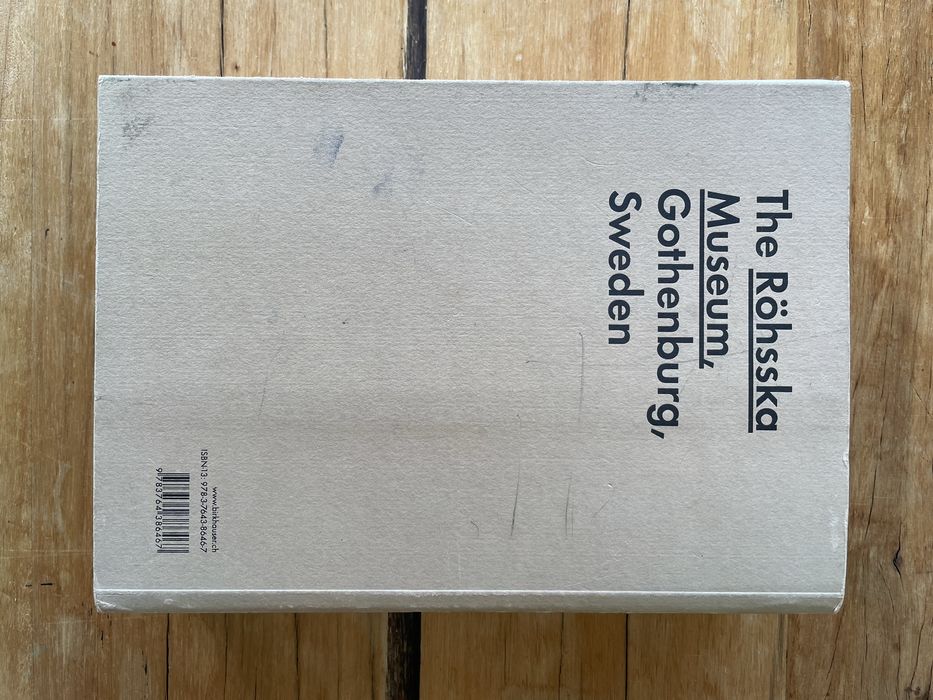 The Röhsska
Museum,
Gothenburg,
Sweden
www.birkhauser.ch
ISBN-13: 978-3-7643-8646-7
9 783764 386467